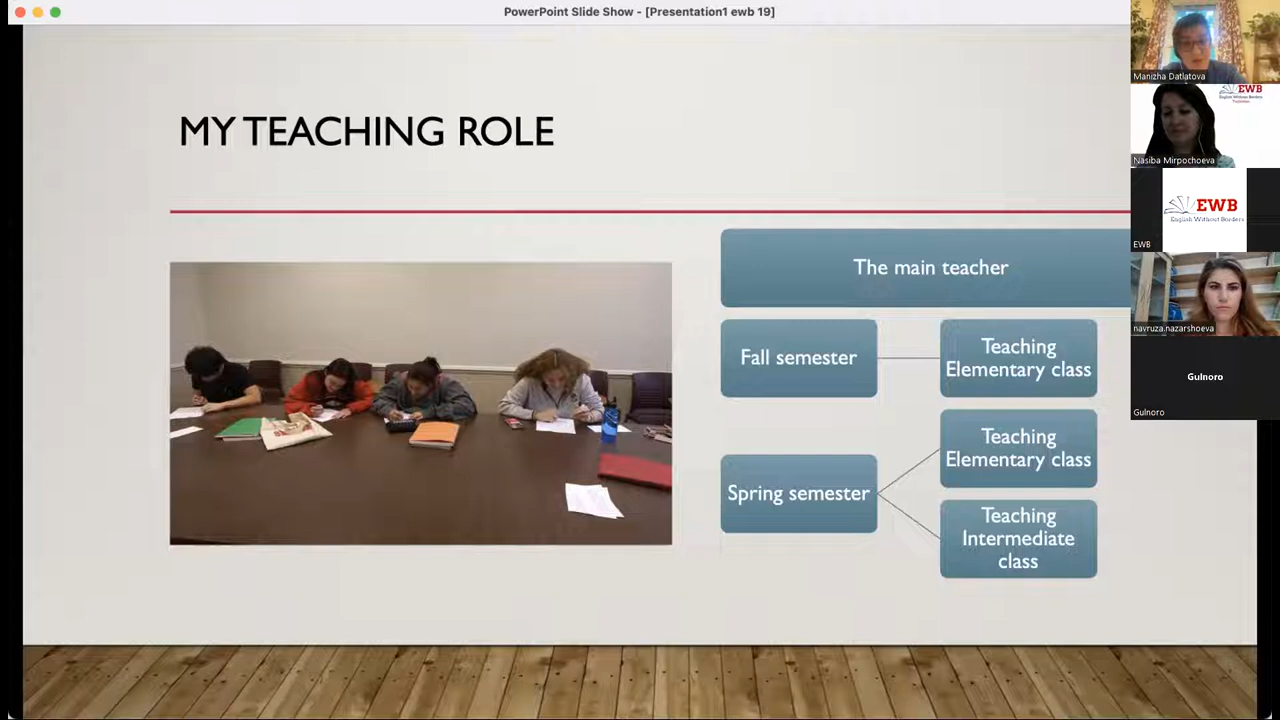 PowerPoint Slide Show - [Presentation1 ewb 19]
MY TEACHING ROLE
The main teacher
Fall semester
Teaching
Elementary class
Spring semester
Teaching
Elementary class
Teaching
Intermediate
class
Manizha Datlatova
EWB
English Without Borders
Tajikistan
Nasiba Mirpochoeva
EWB
English Without Borders
EWB
navruza.nazarshoeva
Gulnoro
Gulnoro